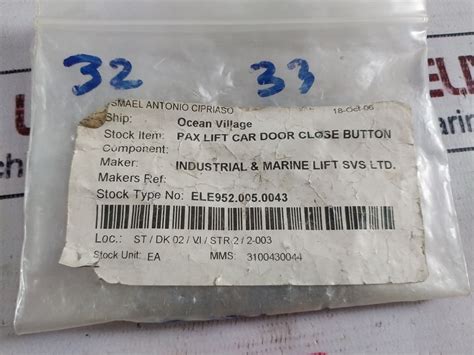 32 33
SMAEL ANTONIO CIPRIASO 18-Oct-06
Ship: Ocean Village
Stock Item: PAX LIFT CAR DOOR CLOSE BUTTON
Component:
Maker: INDUSTRIAL & MARINE LIFT SVS LTD.
Makers Ref:
Stock Type No: ELE952.005.0043
Loc.: ST / DK 02 / VI / STR 2 / 2-003
Stock Unit: EA MMS: 3100430044